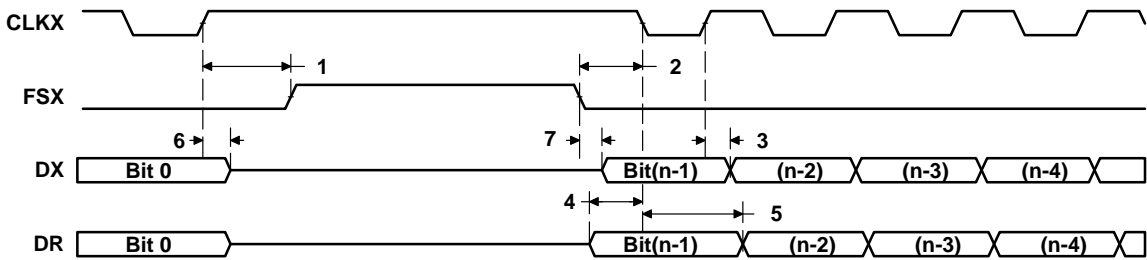 CLKX
1 2
FSX
6 7 3
DX Bit 0 Bit(n-1) (n-2) (n-3) (n-4)
4 5
DR Bit 0 Bit(n-1) (n-2) (n-3) (n-4)